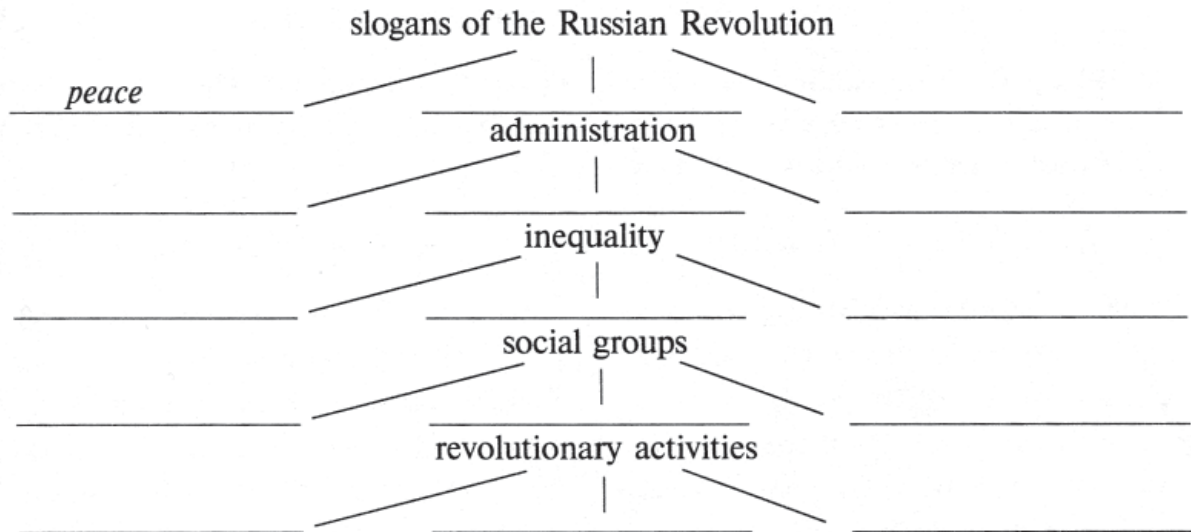 slogans of the Russian Revolution
peace
administration
inequality
social groups
revolutionary activities